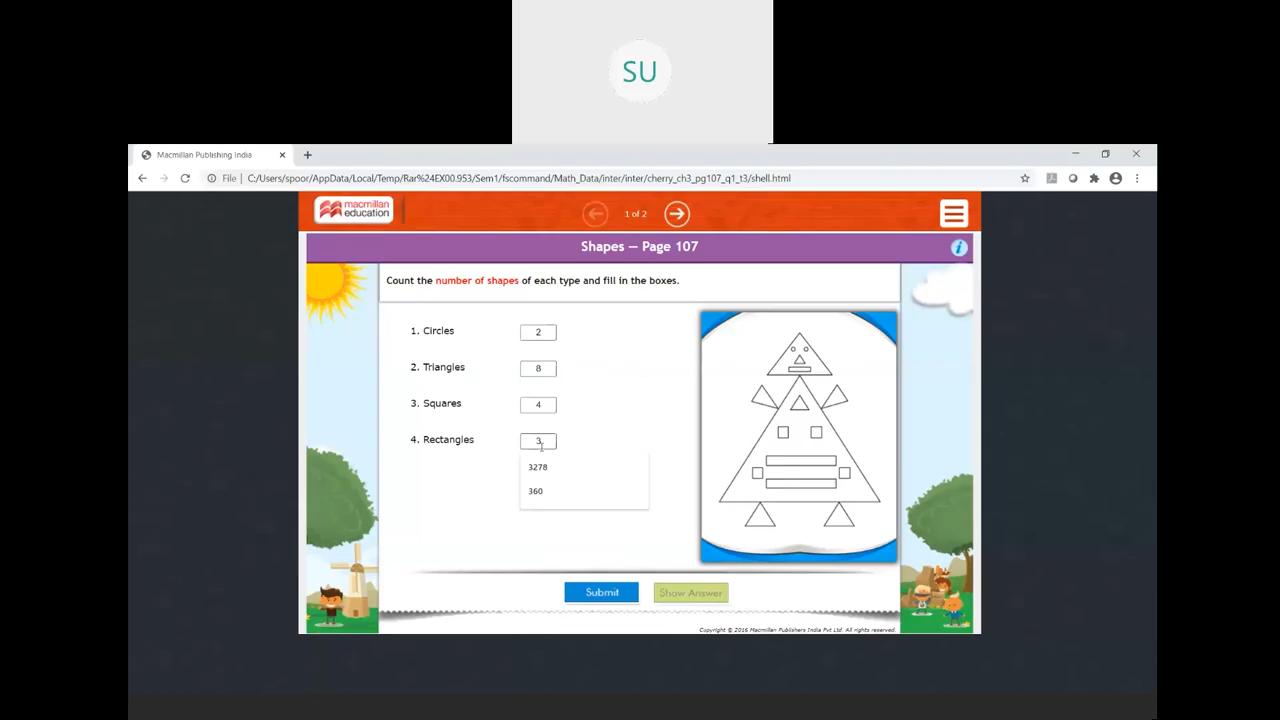 SU
Macmillan Publishing India
File | C:/Users/spoor/AppData/Local/Temp/Rar%24EX00.953/Sem1/fscommand/Math_Data/inter/inter/cherry_ch3_pg107_q1_t3/shell.html
macmillan
education
1 of 2
Shapes – Page 107
i
Count the number of shapes of each type and fill in the boxes.
1. Circles 2
2. Triangles 8
3. Squares 4
4. Rectangles 3
3278
360
Submit Show Answer
Copyright © 2016 Macmillan Publishers India Pvt Ltd. All rights reserved.